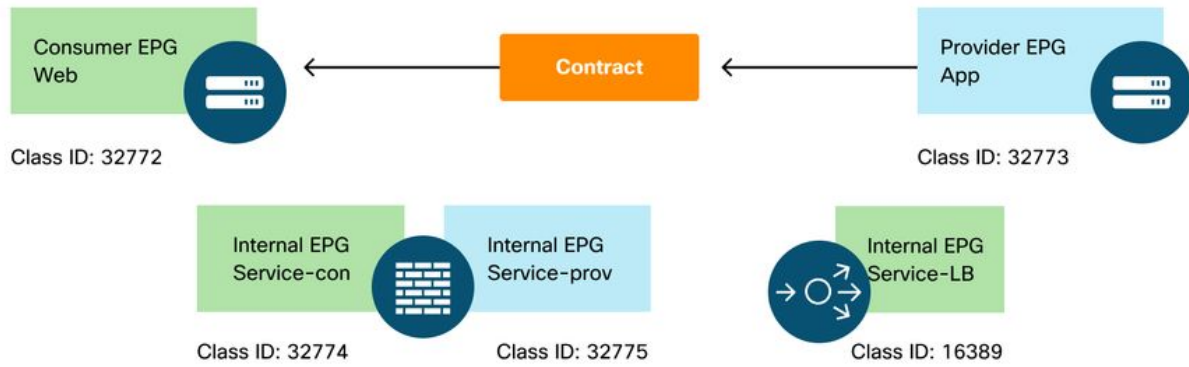 Consumer EPG
Web
Contract
Provider EPG
App
Class ID: 32772
Class ID: 32773
Internal EPG
Service-con
Internal EPG
Service-prov
Internal EPG
Service-LB
Class ID: 32774
Class ID: 32775
Class ID: 16389